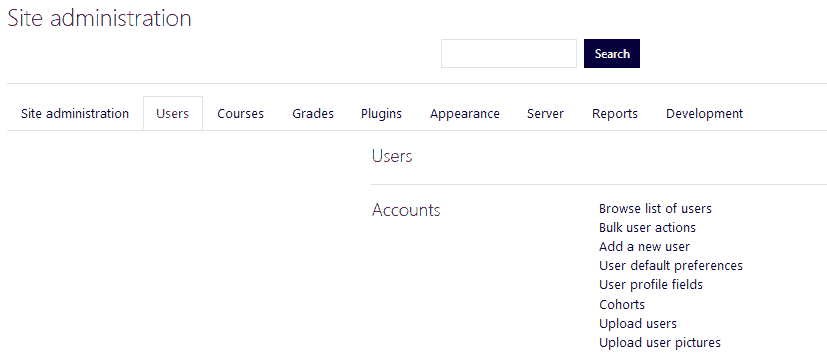 Site administration
Search
Site administration Users Courses Grades Plugins Appearance Server Reports Development
Users
Accounts
Browse list of users
Bulk user actions
Add a new user
User default preferences
User profile fields
Cohorts
Upload users
Upload user pictures